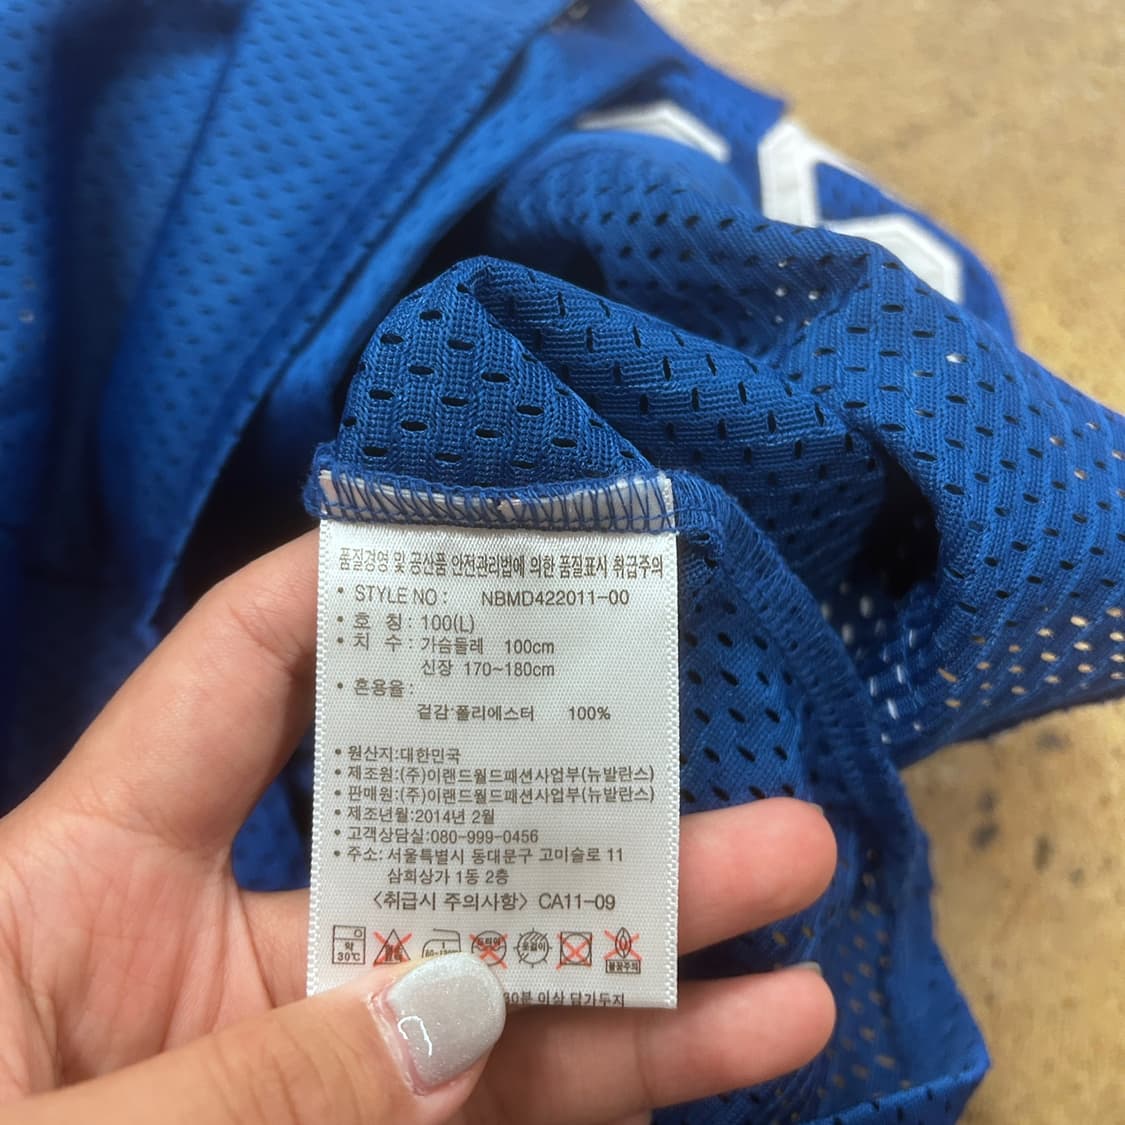 품질경영 및 공산품 안전관리법에 의한 품질표시 취급주의
• STYLE NO : NBMD422011-00
• 호 칭 : 100(L)
• 치 수 : 가슴둘레 100cm
신장 170~180cm
• 혼용율 :
겉감·폴리에스터 100%
• 원산지:대한민국
• 제조원:(주)이랜드월드패션사업부(뉴발란스)
• 판매원:(주)이랜드월드패션사업부(뉴발란스)
• 제조년월:2014년 2월
• 고객상담실:080-999-0456
• 주소: 서울특별시 동대문구 고미술로 11
삼희상가 1동 2층
<취급시 주의사항> CA11-09
약 30℃ 옷걸이 불꽃주의
30분 이상 담가두지